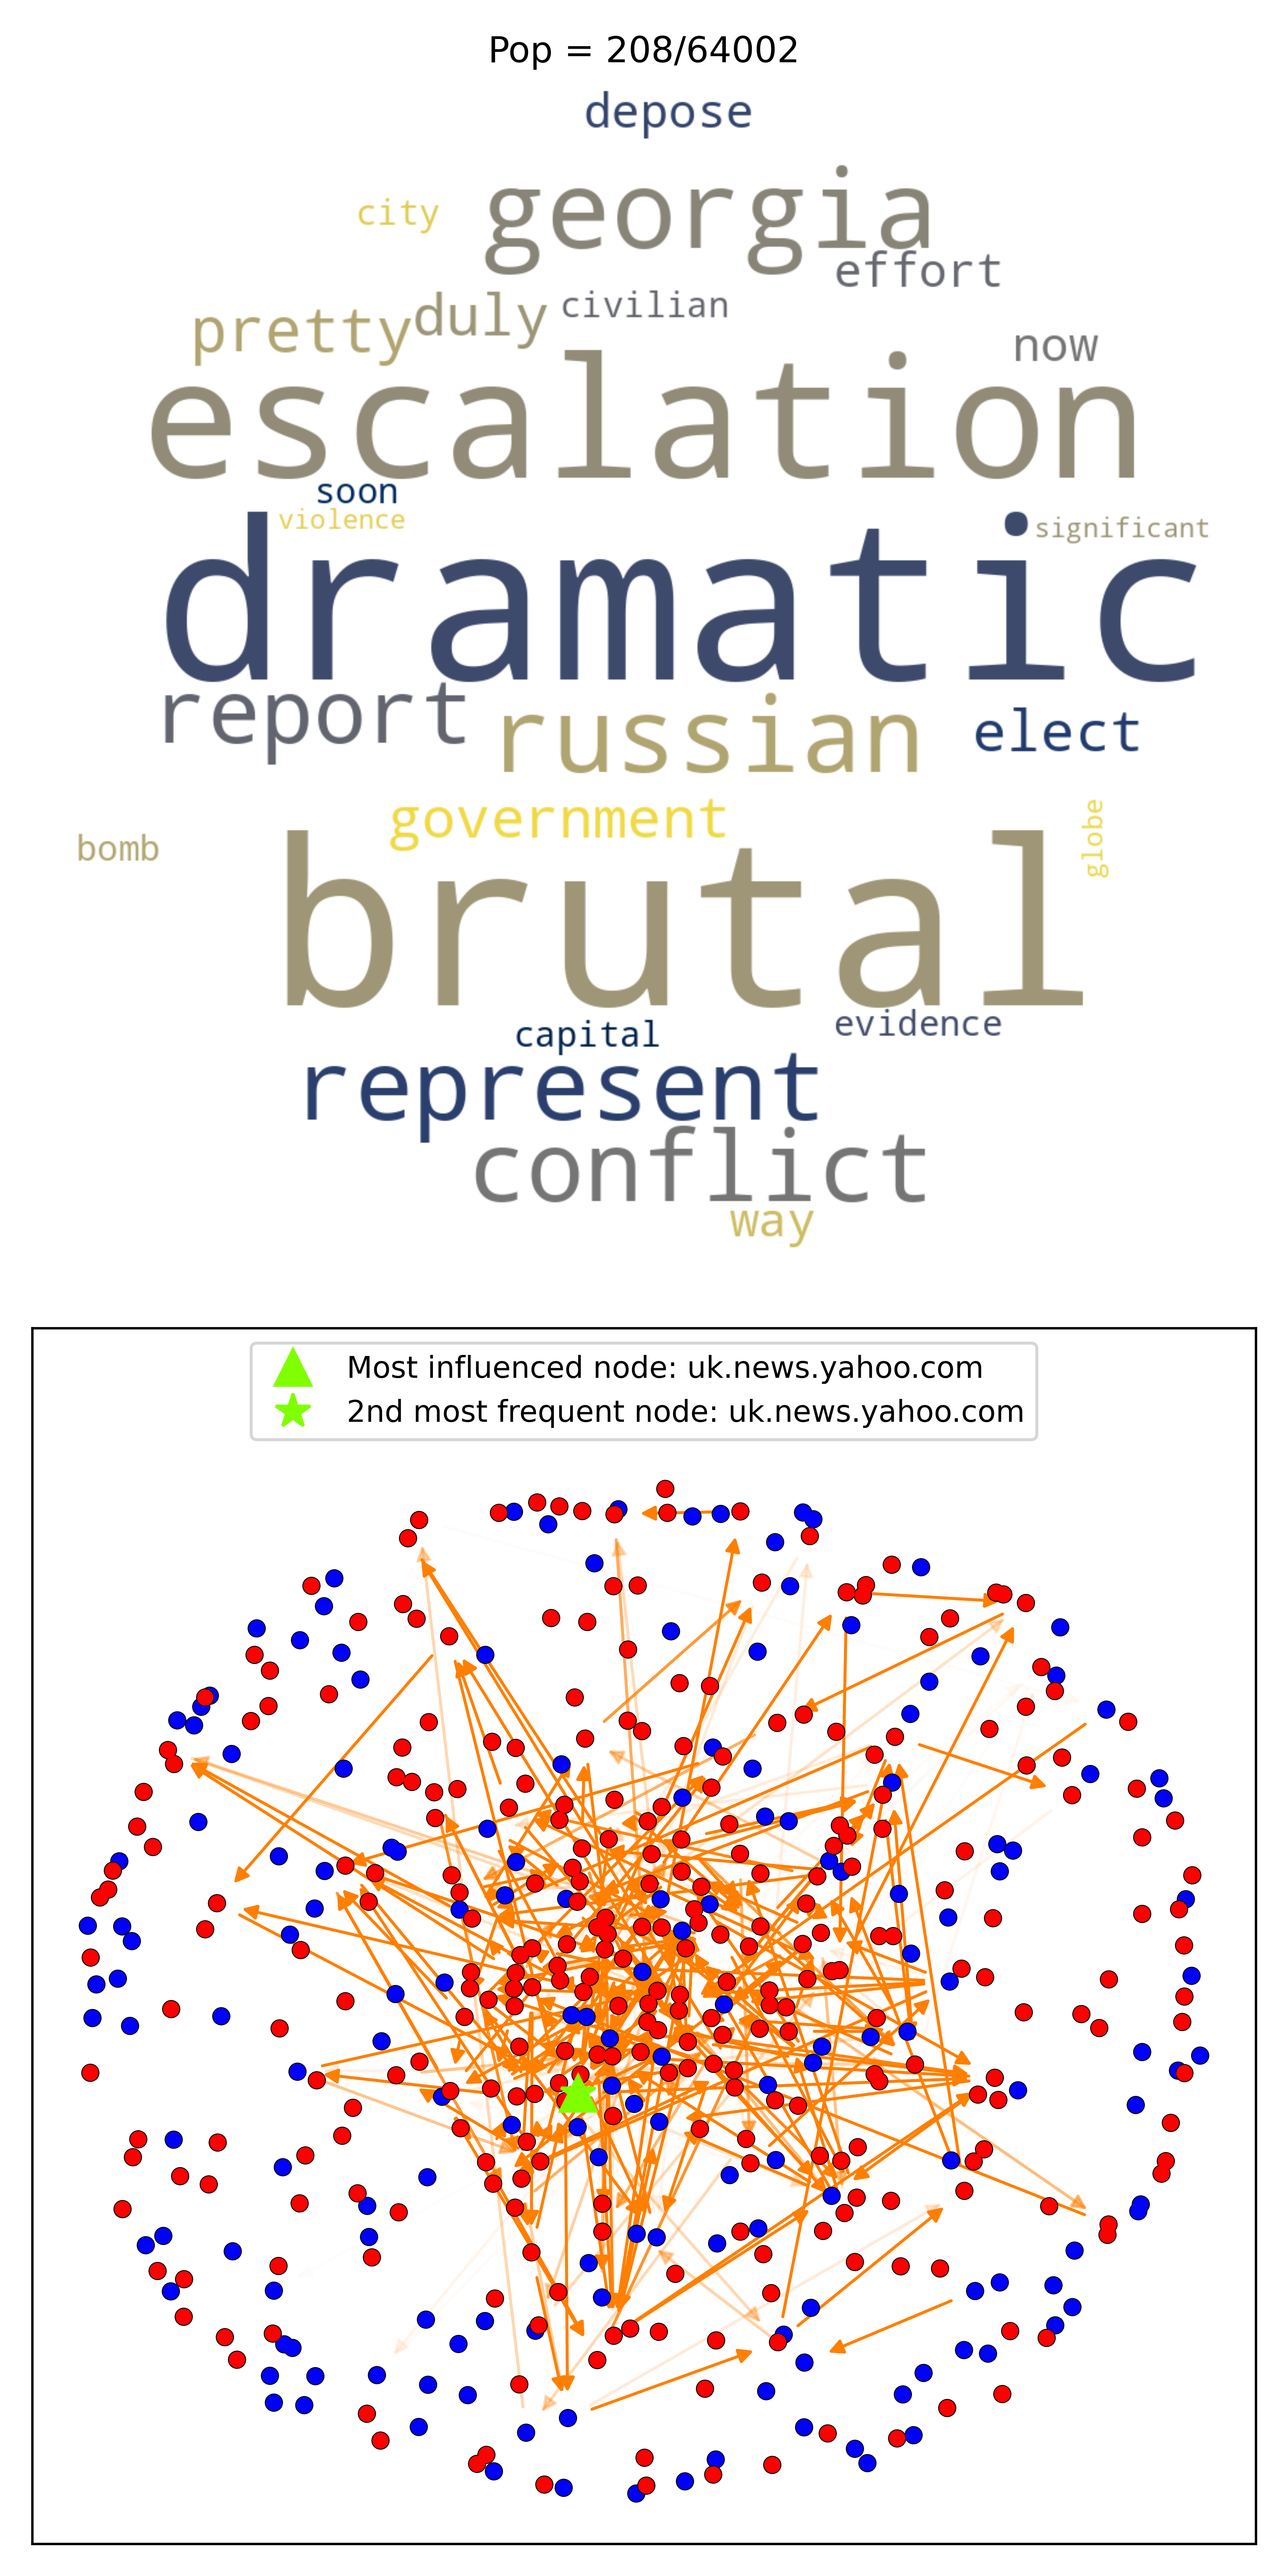 Pop = 208/64002
depose
georgia
city
effort
civilian
duly
pretty
now
escalation
soon
violence
significant
dramatic
report
russian
elect
government
bomb
globe
brutal
capital
evidence
represent
conflict
way
Most influenced node: uk.news.yahoo.com
2nd most frequent node: uk.news.yahoo.com